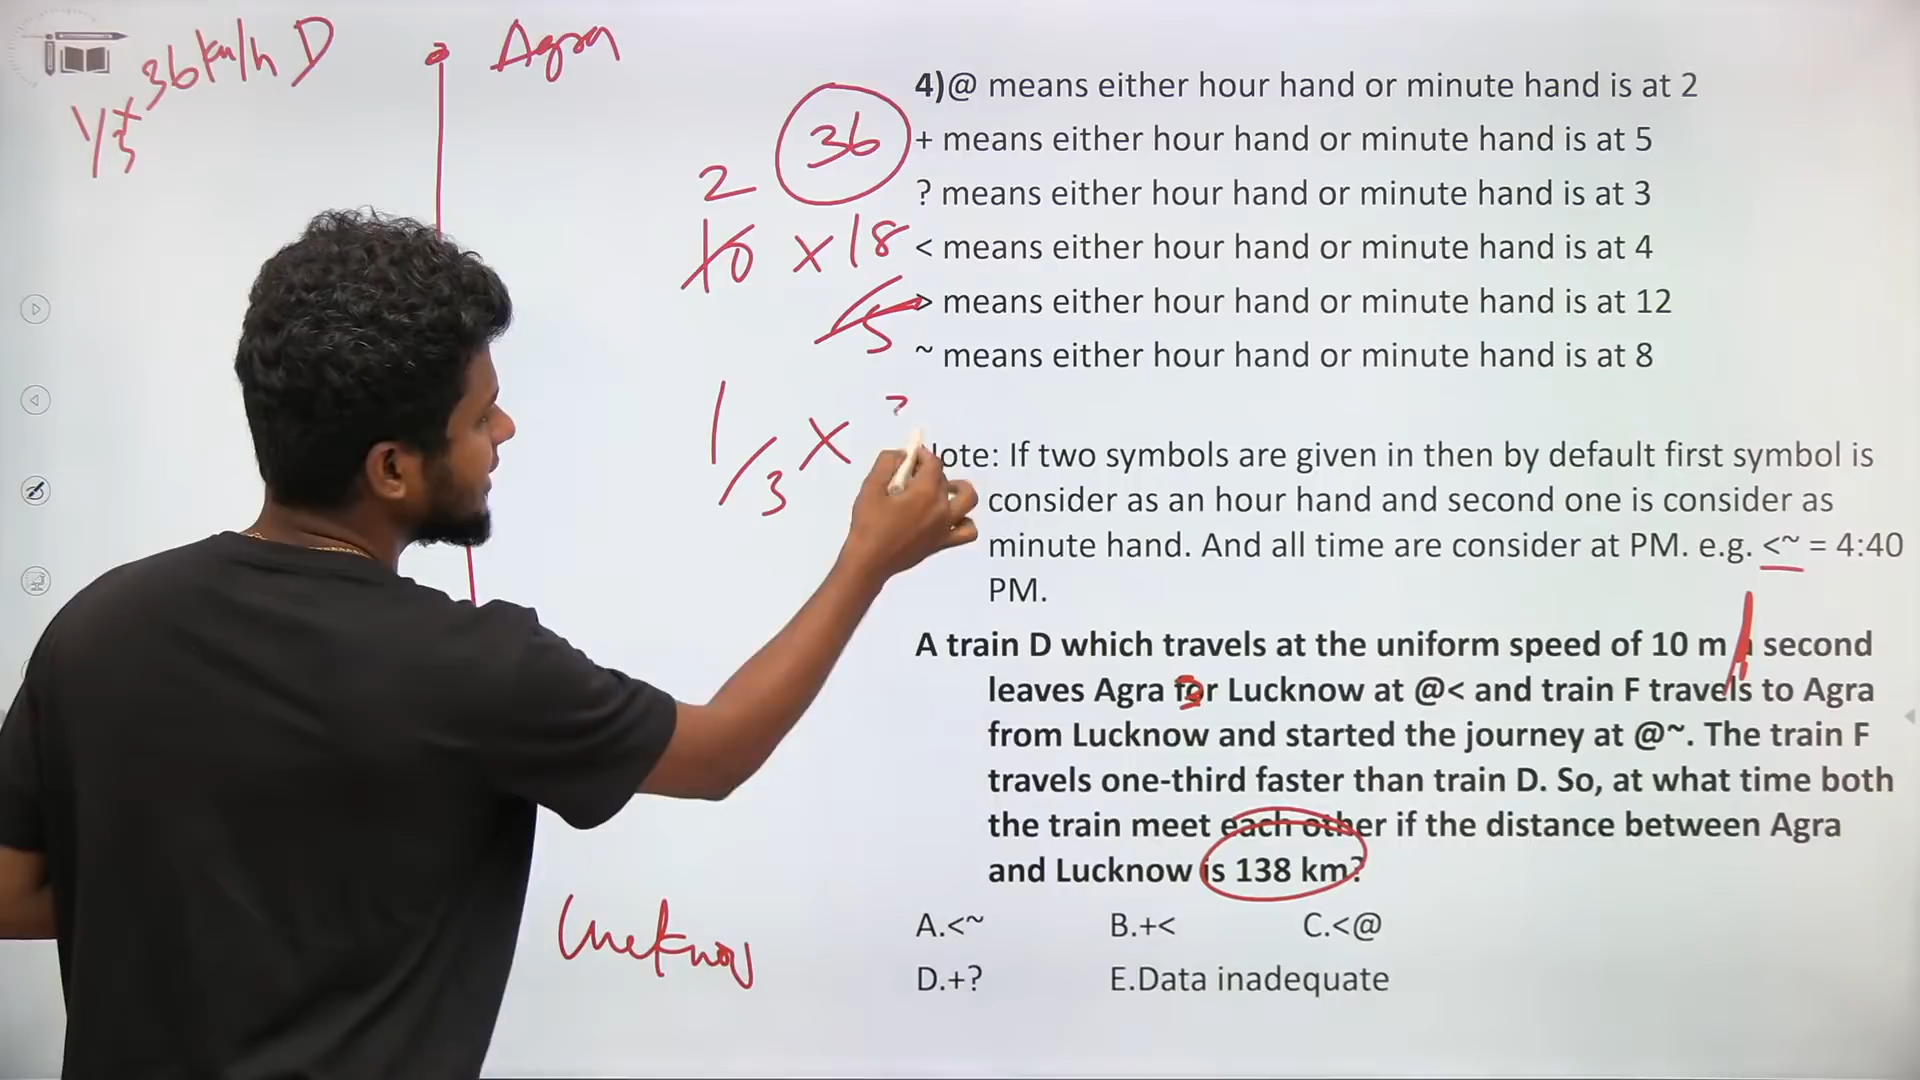 36 km/h D
1/3
Agra
36
2
10 x 18
5
1/3 x
Lucknow
4)@ means either hour hand or minute hand is at 2
+ means either hour hand or minute hand is at 5
? means either hour hand or minute hand is at 3
< means either hour hand or minute hand is at 4
> means either hour hand or minute hand is at 12
~ means either hour hand or minute hand is at 8
Note: If two symbols are given in then by default first symbol is
consider as an hour hand and second one is consider as
minute hand. And all time are consider at PM. e.g. <~ = 4:40
PM.
A train D which travels at the uniform speed of 10 m / second
leaves Agra for Lucknow at @< and train F travels to Agra
from Lucknow and started the journey at @~. The train F
travels one-third faster than train D. So, at what time both
the train meet each other if the distance between Agra
and Lucknow is 138 km?
A.<~ B.+< C.<@
D.+? E.Data inadequate